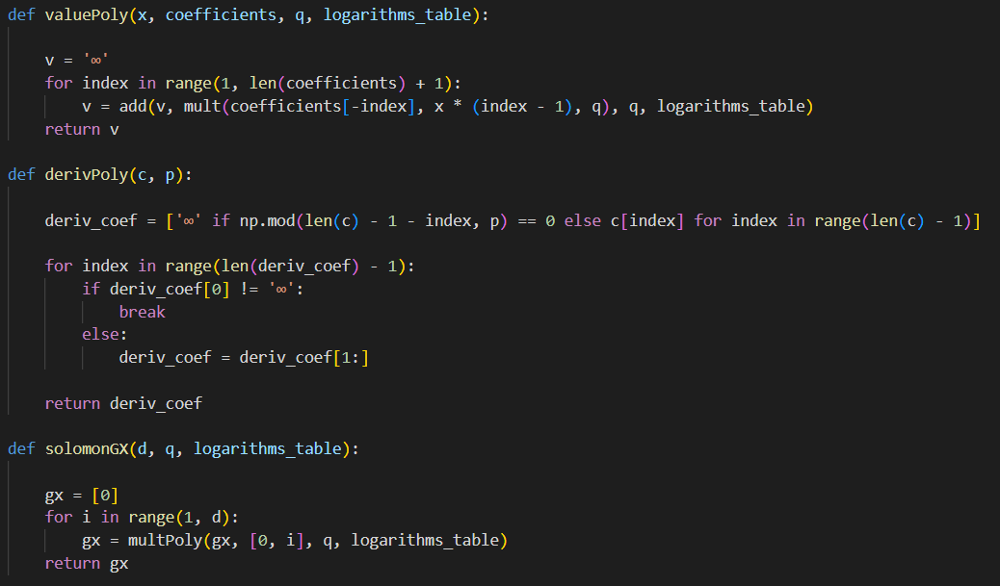 def valuePoly(x, coefficients, q, logarithms_table):
    v = '∞'
    for index in range(1, len(coefficients) + 1):
        v = add(v, mult(coefficients[-index], x * (index - 1), q), q, logarithms_table)
    return v
def derivPoly(c, p):
    deriv_coef = ['∞' if np.mod(len(c) - 1 - index, p) == 0 else c[index] for index in range(len(c) - 1)]
    for index in range(len(deriv_coef) - 1):
        if deriv_coef[0] != '∞':
            break
        else:
            deriv_coef = deriv_coef[1:]
    return deriv_coef
def solomonGX(d, q, logarithms_table):
    gx = [0]
    for i in range(1, d):
        gx = multPoly(gx, [0, i], q, logarithms_table)
    return gx